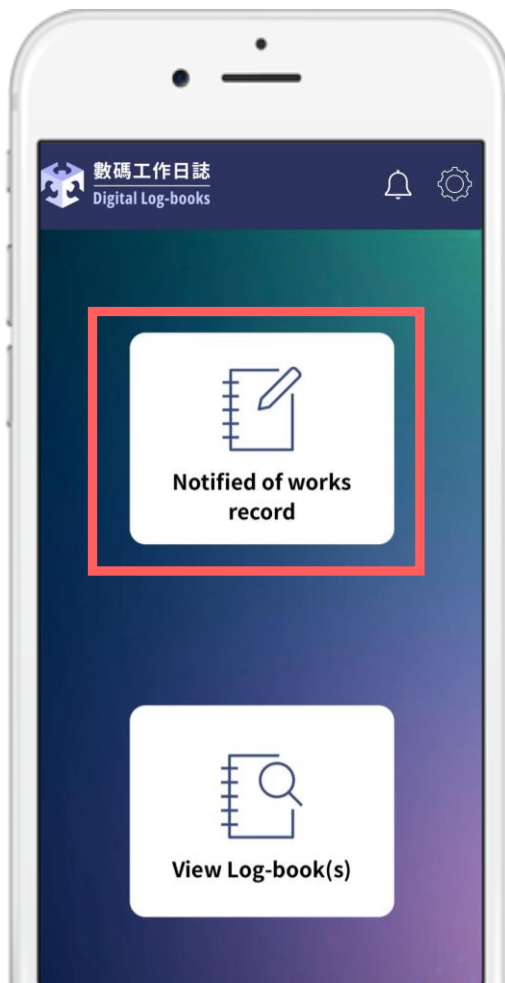 數碼工作日誌
Digital Log-books
Notified of works
record
View Log-book(s)